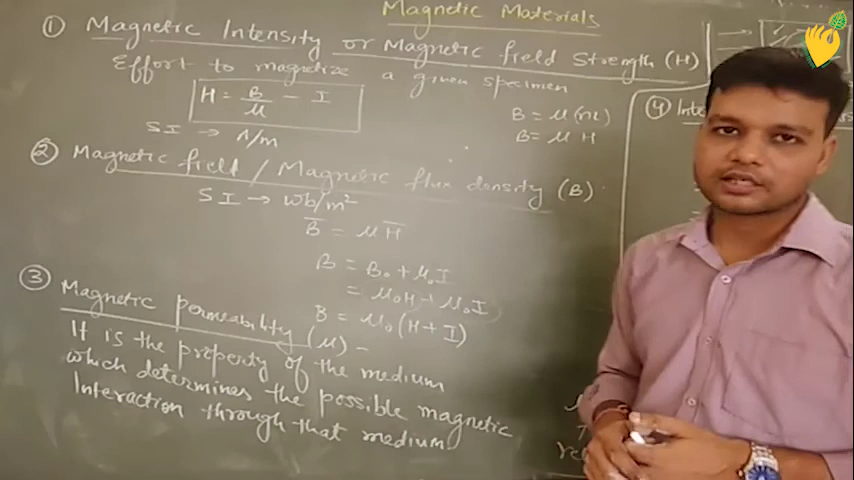 Magnetic Materials
① Magnetic Intensity or Magnetic field Strength (H)
Effort to magnetize a given specimen
H = B/μ - I
SI → A/m
B = μ(nI)
B = μ H
② Magnetic field / Magnetic flux density (B)
SI → wb/m²
B̅ = μ H̅
B = B₀ + μ₀I
= μ₀H + μ₀I
B = μ₀(H + I)
③ Magnetic permeability (μ) -
It is the property of the medium
which determines the possible magnetic
Interaction through that medium
④ Inte